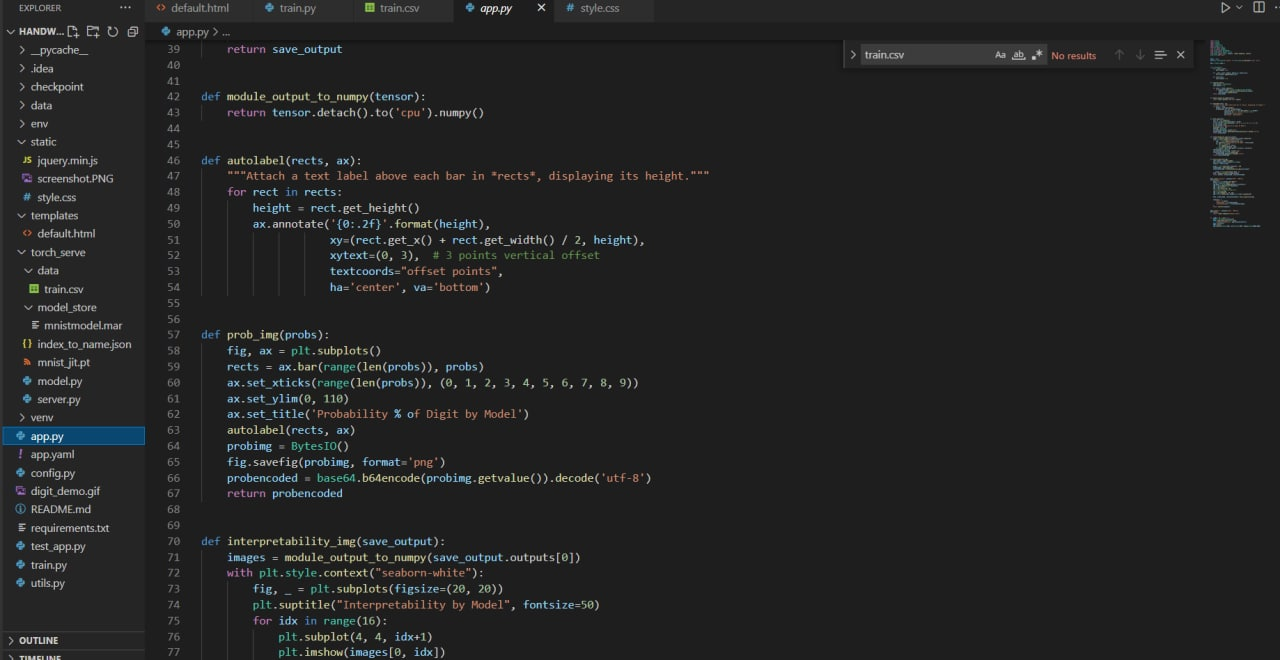 EXPLORER
default.html
train.py
train.csv
app.py
style.css
HANDW...
app.py > ...
__pycache__
.idea
checkpoint
data
env
static
jquery.min.js
screenshot.PNG
style.css
templates
default.html
torch_serve
data
train.csv
model_store
mnistmodel.mar
index_to_name.json
mnist_jit.pt
model.py
server.py
venv
app.py
app.yaml
config.py
digit_demo.gif
README.md
requirements.txt
test_app.py
train.py
utils.py
OUTLINE
TIMELINE
train.csv
Aa
ab
No results
39 return save_output
40
41
42 def module_output_to_numpy(tensor):
43 return tensor.detach().to('cpu').numpy()
44
45
46 def autolabel(rects, ax):
47 """Attach a text label above each bar in *rects*, displaying its height."""
48 for rect in rects:
49 height = rect.get_height()
50 ax.annotate('{0:.2f}'.format(height),
51 xy=(rect.get_x() + rect.get_width() / 2, height),
52 xytext=(0, 3),  # 3 points vertical offset
53 textcoords="offset points",
54 ha='center', va='bottom')
55
56
57 def prob_img(probs):
58 fig, ax = plt.subplots()
59 rects = ax.bar(range(len(probs)), probs)
60 ax.set_xticks(range(len(probs)), (0, 1, 2, 3, 4, 5, 6, 7, 8, 9))
61 ax.set_ylim(0, 110)
62 ax.set_title('Probability % of Digit by Model')
63 autolabel(rects, ax)
64 probimg = BytesIO()
65 fig.savefig(probimg, format='png')
66 probencoded = base64.b64encode(probimg.getvalue()).decode('utf-8')
67 return probencoded
68
69
70 def interpretability_img(save_output):
71 images = module_output_to_numpy(save_output.outputs[0])
72 with plt.style.context("seaborn-white"):
73 fig, _ = plt.subplots(figsize=(20, 20))
74 plt.suptitle("Interpretability by Model", fontsize=50)
75 for idx in range(16):
76 plt.subplot(4, 4, idx+1)
77 plt.imshow(images[0, idx])